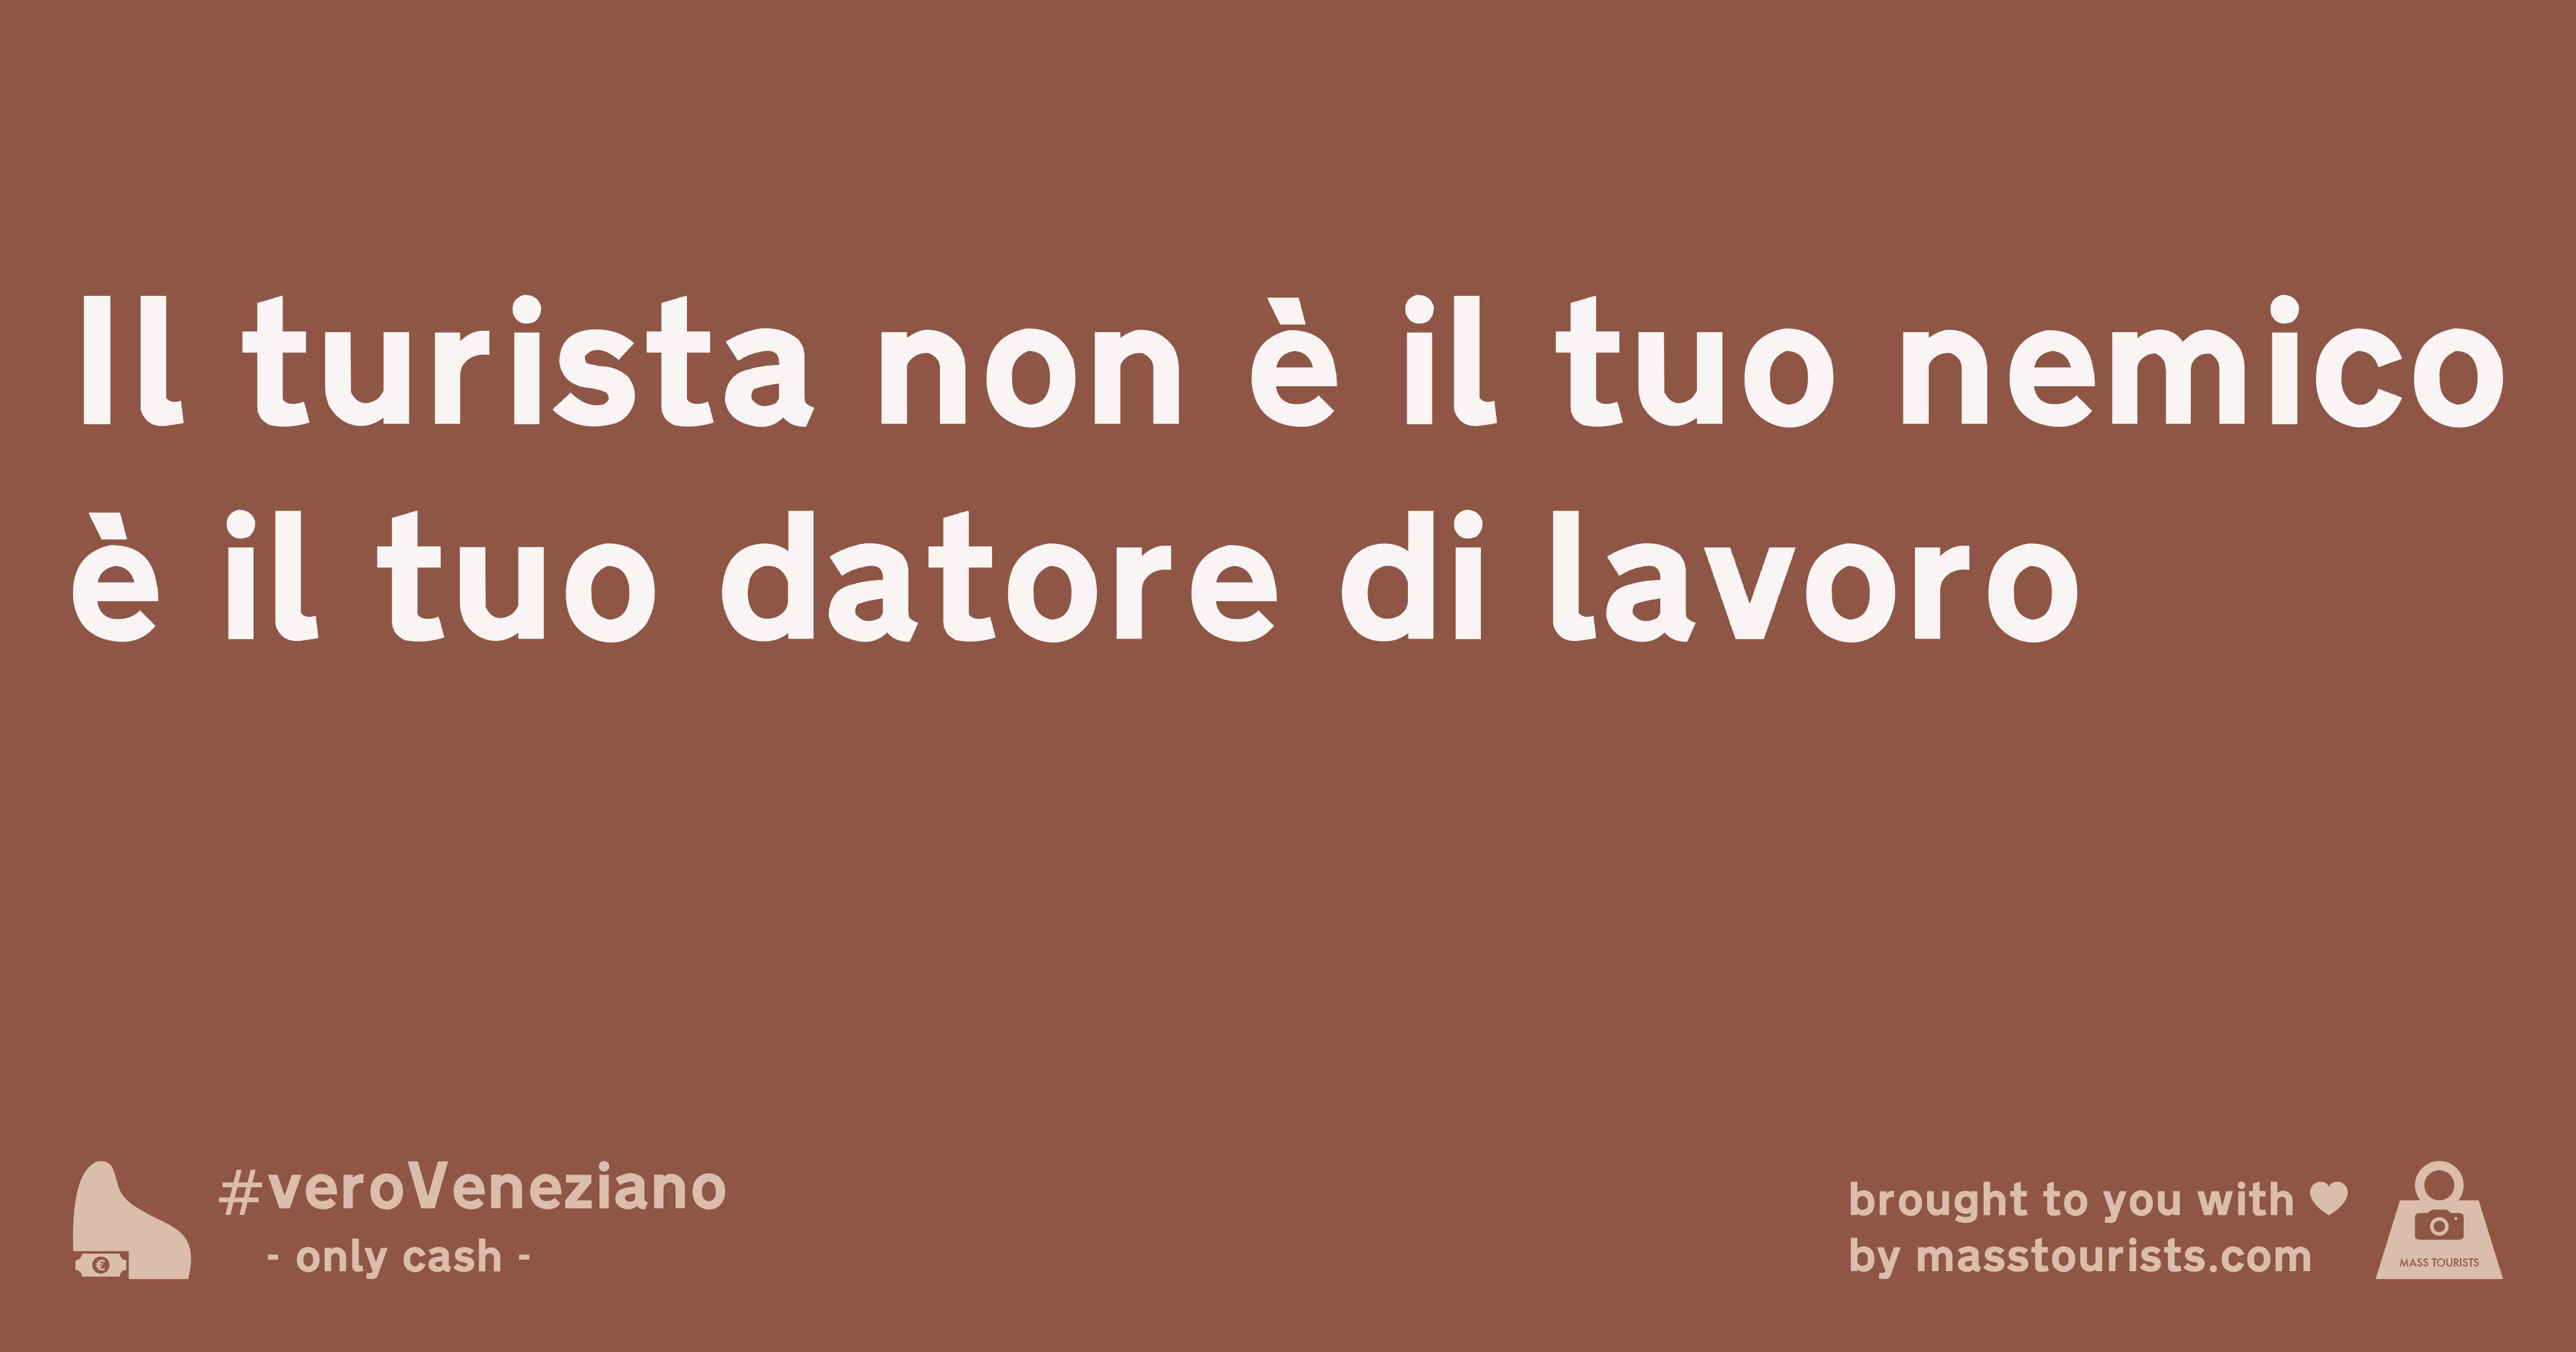 Il turista non è il tuo nemico
è il tuo datore di lavoro
#veroVeneziano
- only cash -
€
brought to you with
by masstourists.com
MASS TOURISTS